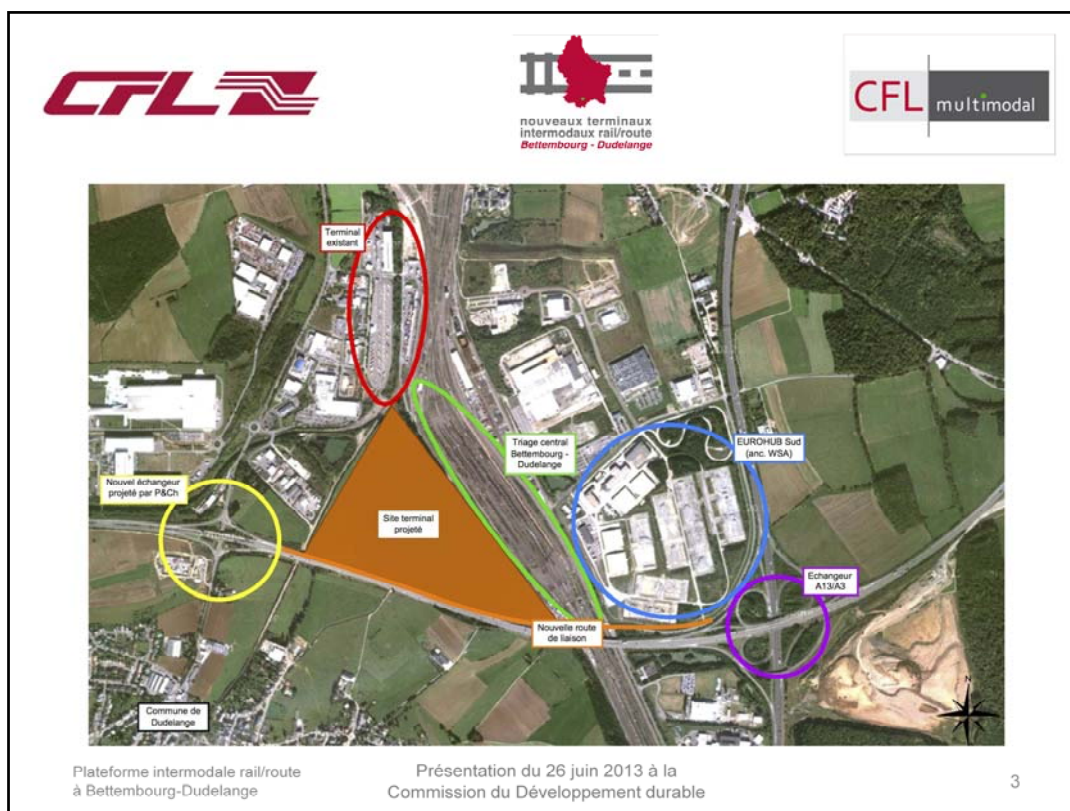 CFL
nouveaux terminaux
intermodaux rail/route
Bettembourg - Dudelange
CFL multimodal
Terminal
existant
Triage central
Bettembourg -
Dudelange
EUROHUB Sud
(anc. WSA)
Nouvel échangeur
projeté par P&Ch
Site terminal
projeté
Echangeur
A13/A3
Nouvelle route
de liaison
Commune de
Dudelange
N
Plateforme intermodale rail/route
à Bettembourg-Dudelange
Présentation du 26 juin 2013 à la
Commission du Développement durable
3